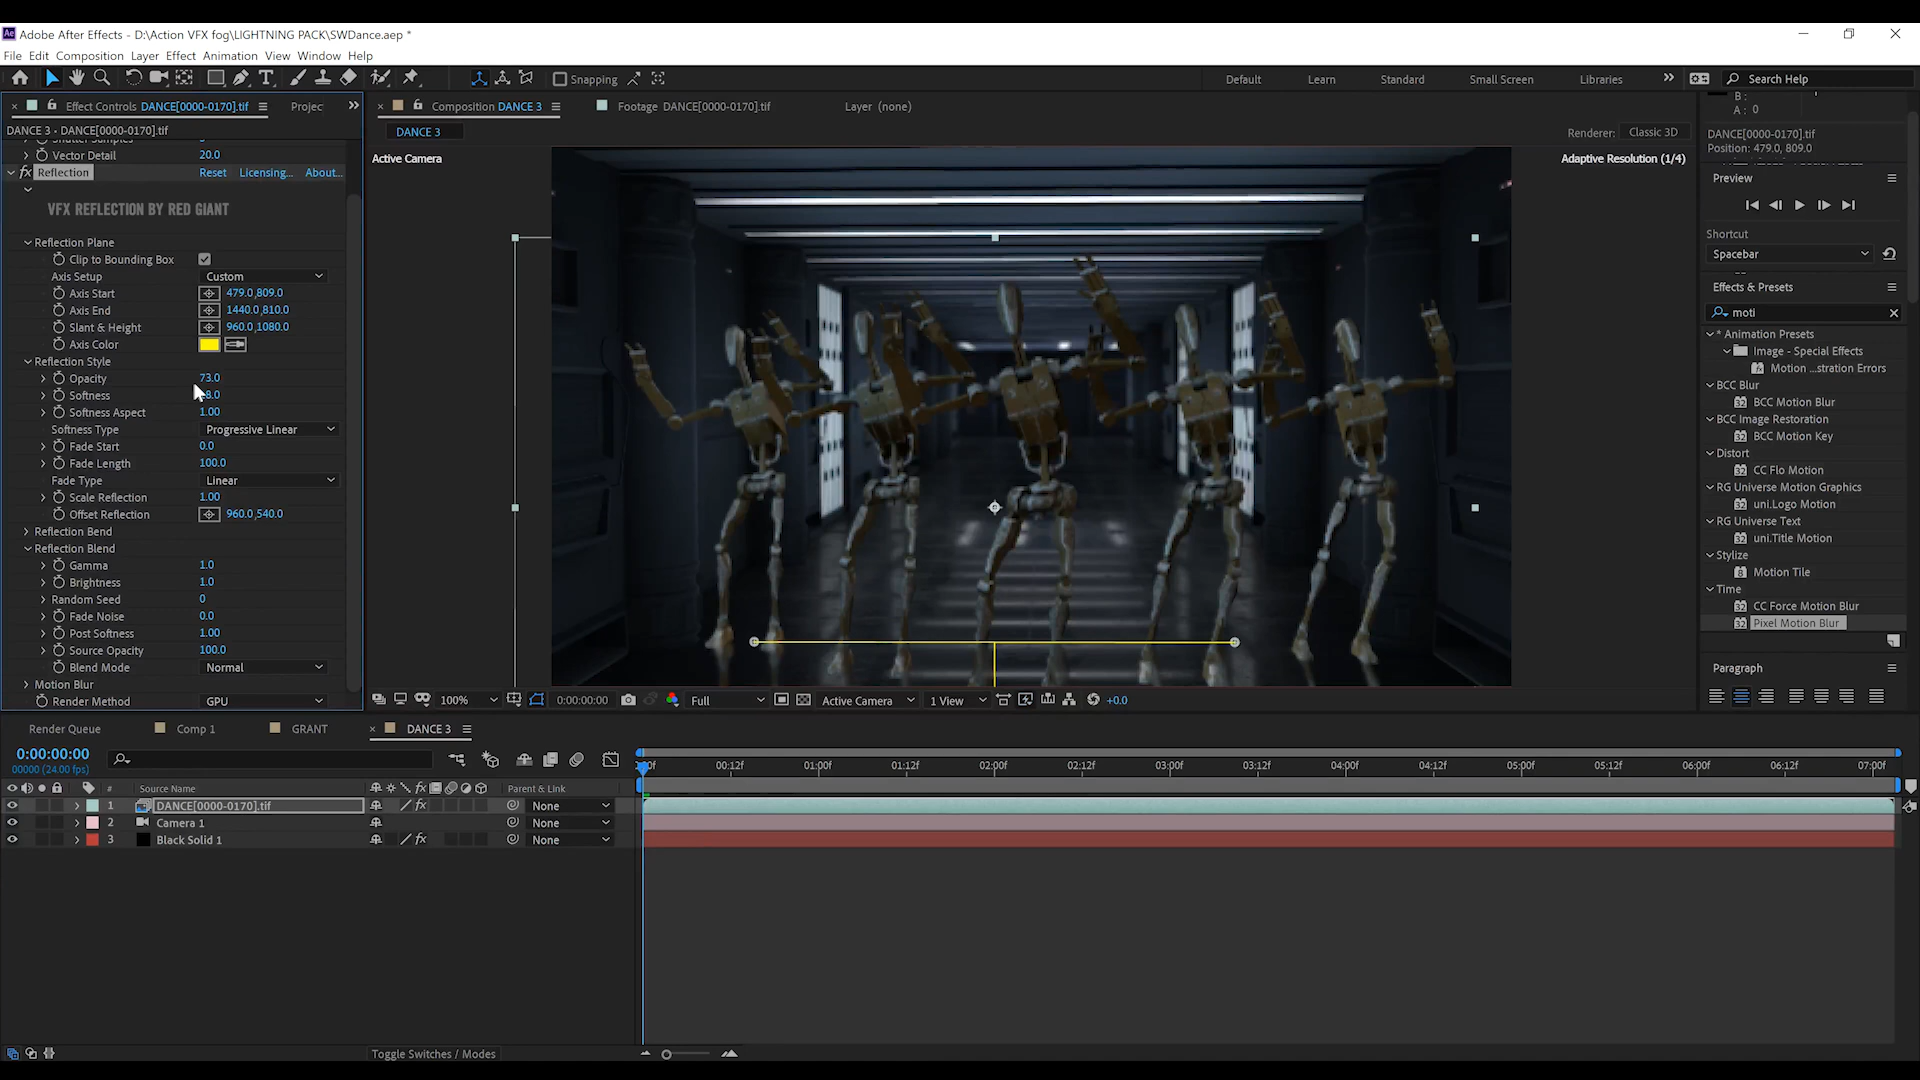 Adobe After Effects - D:\Action VFX fog\LIGHTNING PACK\SWDance.aep *
File Edit Composition Layer Effect Animation View Window Help
Snapping
Default Learn Standard Small Screen Libraries Search Help
Effect Controls DANCE[0000-0170].tif Projec
Composition DANCE 3 Footage DANCE[0000-0170].tif Layer (none)
DANCE 3 • DANCE[0000-0170].tif
DANCE 3
Renderer: Classic 3D
Active Camera
Adaptive Resolution (1/4)
Vector Detail 20.0
Reflection Reset Licensing... About...
VFX REFLECTION BY RED GIANT
Reflection Plane
Clip to Bounding Box
Axis Setup Custom
Axis Start 479.0,809.0
Axis End 1440.0,810.0
Slant & Height 960.0,1080.0
Axis Color
Reflection Style
Opacity 73.0
Softness 8.0
Softness Aspect 1.00
Softness Type Progressive Linear
Fade Start 0.0
Fade Length 100.0
Fade Type Linear
Scale Reflection 1.00
Offset Reflection 960.0,540.0
Reflection Bend
Reflection Blend
Gamma 1.0
Brightness 1.0
Random Seed 0
Fade Noise 0.0
Post Softness 1.00
Source Opacity 100.0
Blend Mode Normal
Motion Blur
Render Method GPU
100% 0:00:00:00 Full Active Camera 1 View +0.0
B :
A : 0
DANCE[0000-0170].tif
Position: 479.0, 809.0
Preview
Shortcut
Spacebar
Effects & Presets
moti
* Animation Presets
Image - Special Effects
Motion ...stration Errors
BCC Blur
BCC Motion Blur
BCC Image Restoration
BCC Motion Key
Distort
CC Flo Motion
RG Universe Motion Graphics
uni.Logo Motion
RG Universe Text
uni.Title Motion
Stylize
Motion Tile
Time
CC Force Motion Blur
Pixel Motion Blur
Paragraph
Render Queue Comp 1 GRANT DANCE 3
0:00:00:00
00000 (24.00 fps)
00:12f 01:00f 01:12f 02:00f 02:12f 03:00f 03:12f 04:00f 04:12f 05:00f 05:12f 06:00f 06:12f 07:00f
# Source Name Parent & Link
1 DANCE[0000-0170].tif None
2 Camera 1 None
3 Black Solid 1 None
Toggle Switches / Modes